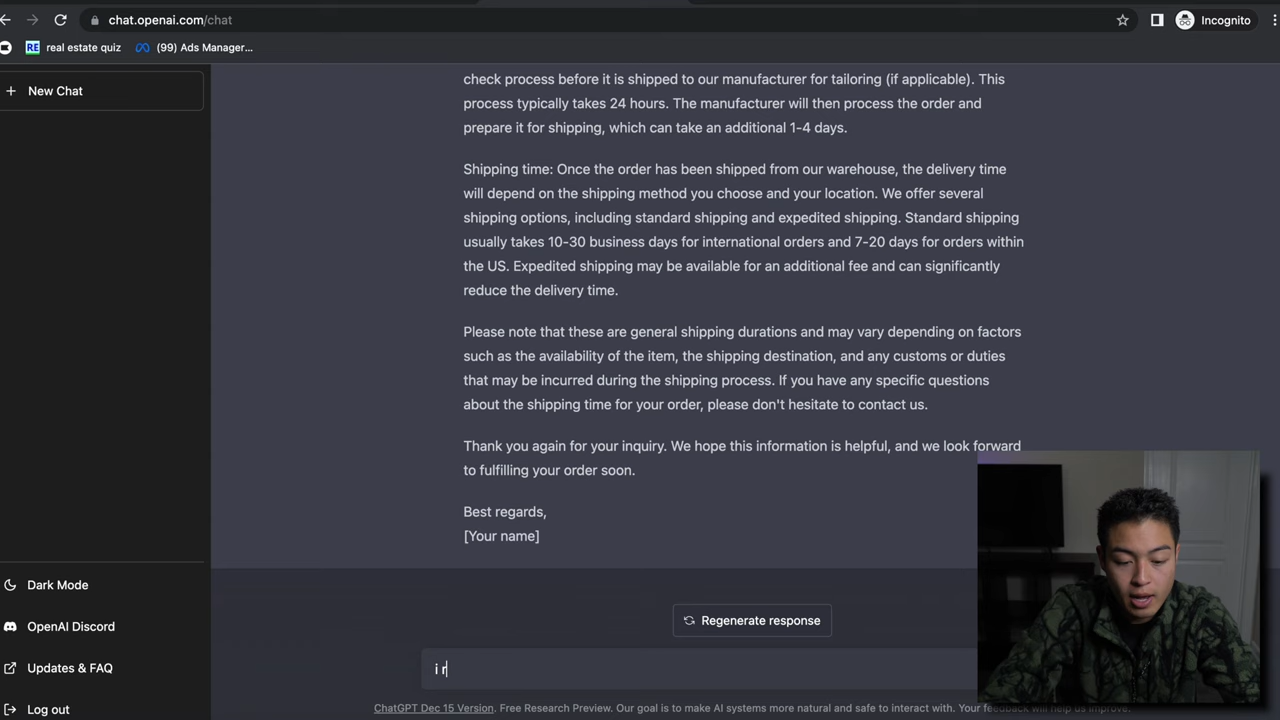 chat.openai.com/chat
Incognito
RE real estate quiz
(99) Ads Manager...
+ New Chat
check process before it is shipped to our manufacturer for tailoring (if applicable). This
process typically takes 24 hours. The manufacturer will then process the order and
prepare it for shipping, which can take an additional 1-4 days.
Shipping time: Once the order has been shipped from our warehouse, the delivery time
will depend on the shipping method you choose and your location. We offer several
shipping options, including standard shipping and expedited shipping. Standard shipping
usually takes 10-30 business days for international orders and 7-20 days for orders within
the US. Expedited shipping may be available for an additional fee and can significantly
reduce the delivery time.
Please note that these are general shipping durations and may vary depending on factors
such as the availability of the item, the shipping destination, and any customs or duties
that may be incurred during the shipping process. If you have any specific questions
about the shipping time for your order, please don't hesitate to contact us.
Thank you again for your inquiry. We hope this information is helpful, and we look forward
to fulfilling your order soon.
Best regards,
[Your name]
Dark Mode
OpenAI Discord
Updates & FAQ
Log out
Regenerate response
i r
ChatGPT Dec 15 Version. Free Research Preview. Our goal is to make AI systems more natural and safe to interact with. Your feedback will help us improve.